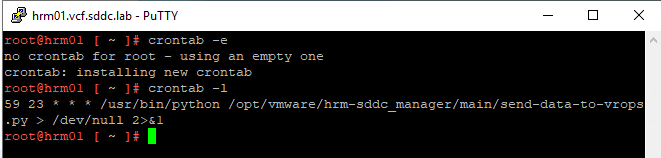 hrm01.vcf.sddc.lab - PuTTY
root@hrm01 [ ~ ]# crontab -e
no crontab for root - using an empty one
crontab: installing new crontab
root@hrm01 [ ~ ]# crontab -l
59 23 * * * /usr/bin/python /opt/vmware/hrm-sddc_manager/main/send-data-to-vrops
.py > /dev/null 2>&1
root@hrm01 [ ~ ]#